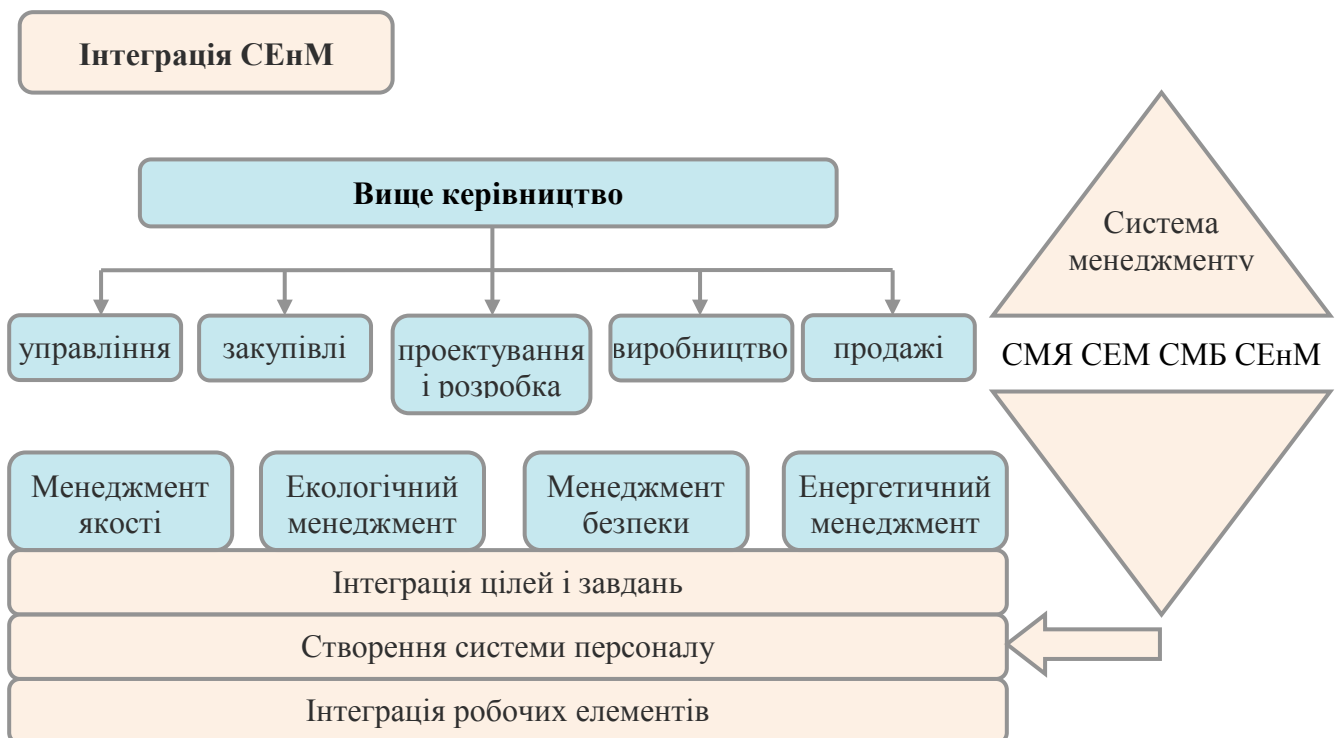 Інтеграція СЕнМ
Вище керівництво
Система
менеджменту
управління
закупівлі
проектування
і розробка
виробництво
продажі
СМЯ СЕМ СМБ СЕнМ
Менеджмент
якості
Екологічний
менеджмент
Менеджмент
безпеки
Енергетичний
менеджмент
Інтеграція цілей і завдань
Створення системи персоналу
Інтеграція робочих елементів